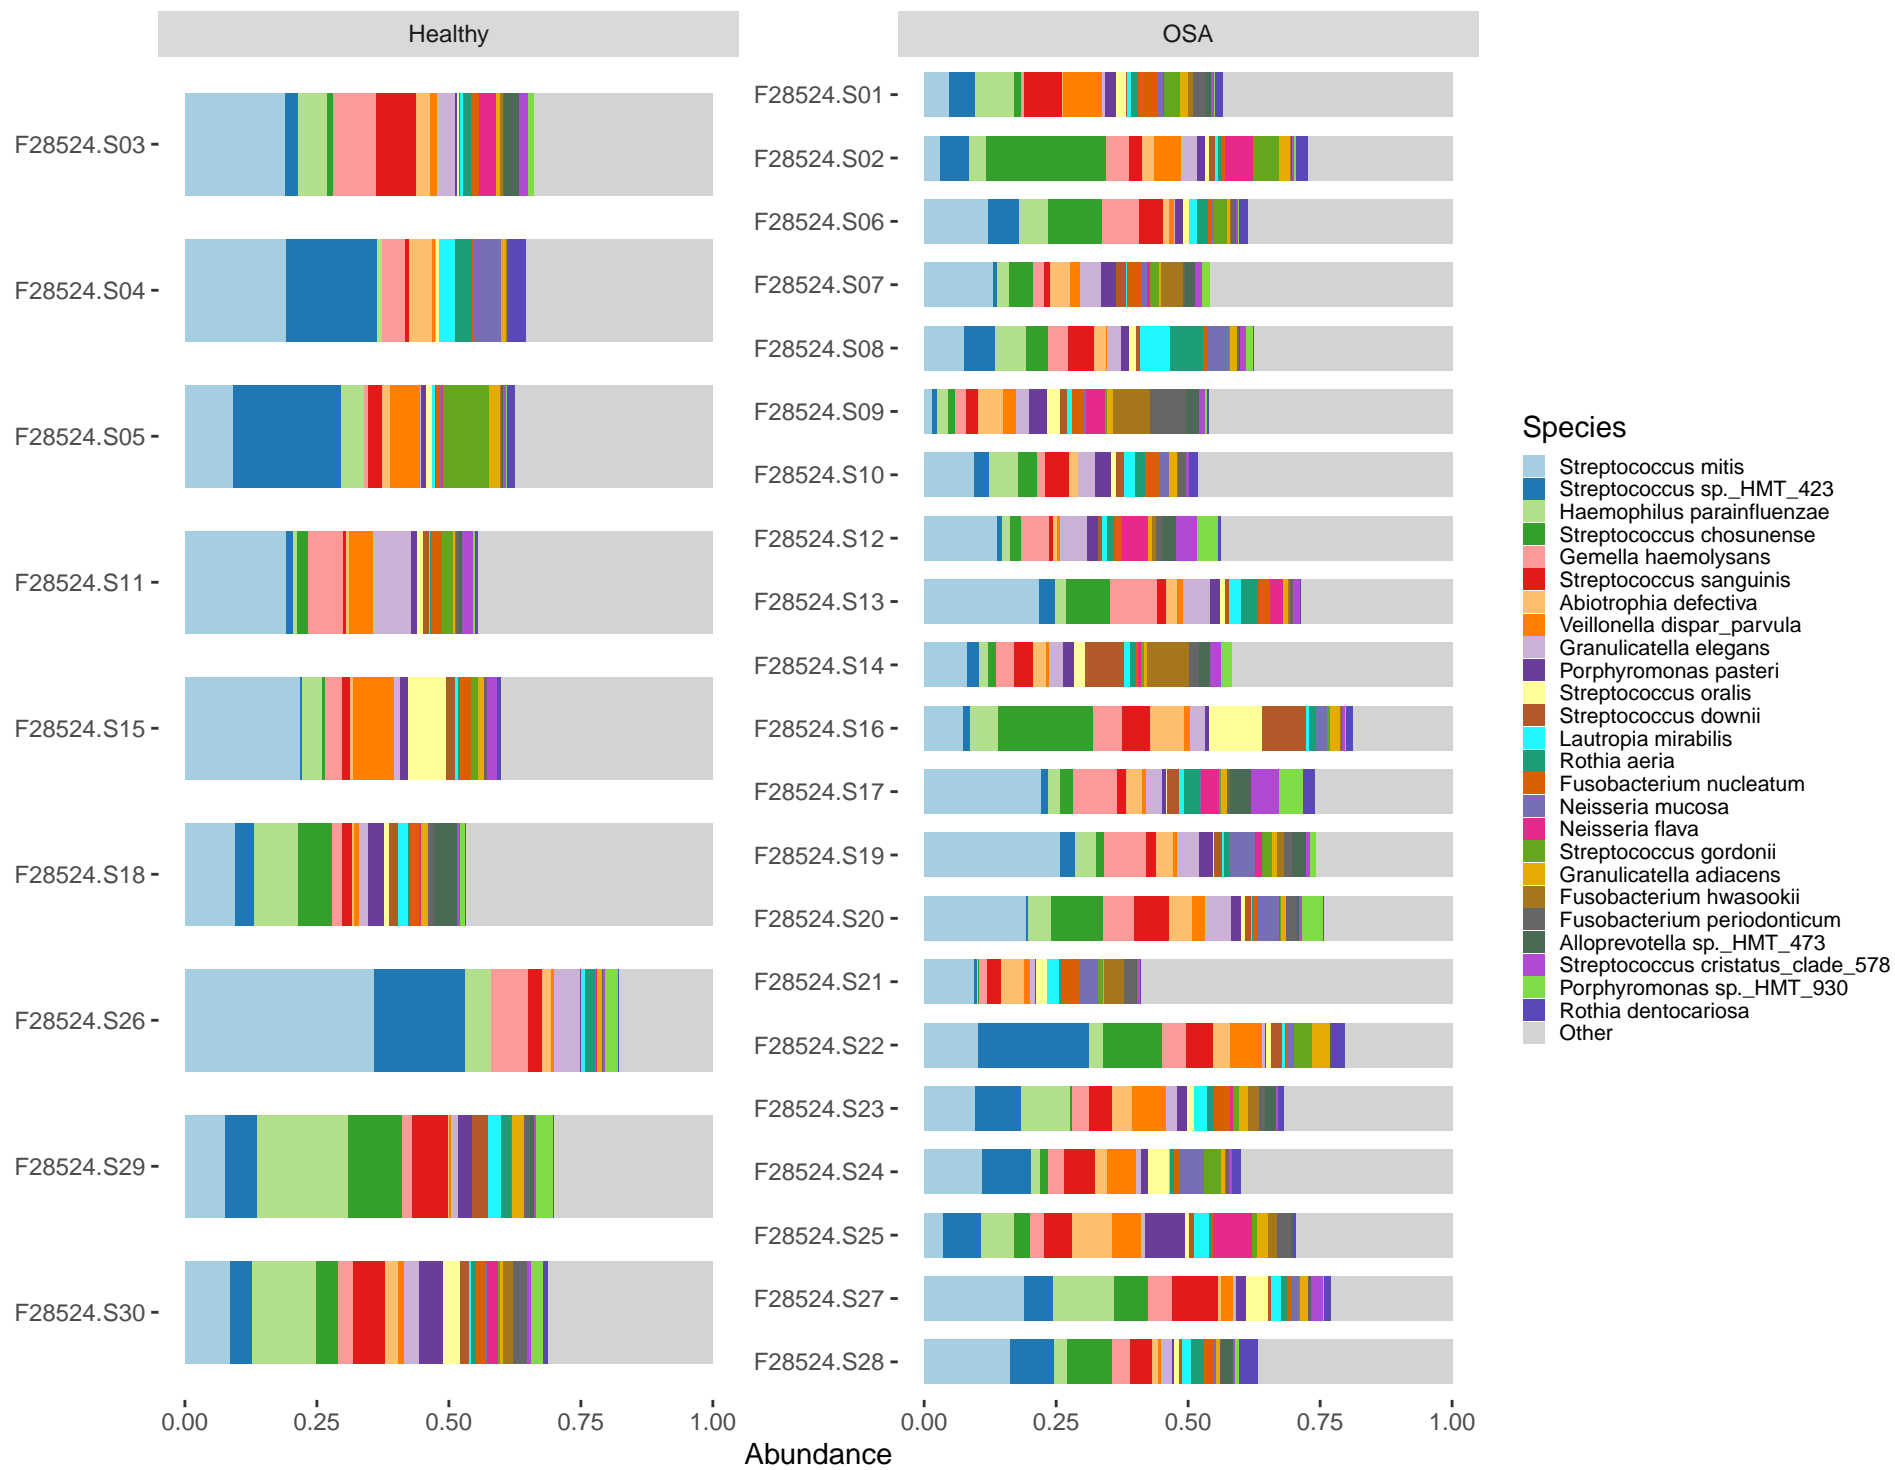 Healthy
OSA
F28524.S03
F28524.S04
F28524.S05
F28524.S11
F28524.S15
F28524.S18
F28524.S26
F28524.S29
F28524.S30
F28524.S01
F28524.S02
F28524.S06
F28524.S07
F28524.S08
F28524.S09
F28524.S10
F28524.S12
F28524.S13
F28524.S14
F28524.S16
F28524.S17
F28524.S19
F28524.S20
F28524.S21
F28524.S22
F28524.S23
F28524.S24
F28524.S25
F28524.S27
F28524.S28
0.00 0.25 0.50 0.75 1.00
0.00 0.25 0.50 0.75 1.00
Abundance
Species
Streptococcus mitis
Streptococcus sp._HMT_423
Haemophilus parainfluenzae
Streptococcus chosunense
Gemella haemolysans
Streptococcus sanguinis
Abiotrophia defectiva
Veillonella dispar_parvula
Granulicatella elegans
Porphyromonas pasteri
Streptococcus oralis
Streptococcus downii
Lautropia mirabilis
Rothia aeria
Fusobacterium nucleatum
Neisseria mucosa
Neisseria flava
Streptococcus gordonii
Granulicatella adiacens
Fusobacterium hwasookii
Fusobacterium periodonticum
Alloprevotella sp._HMT_473
Streptococcus cristatus_clade_578
Porphyromonas sp._HMT_930
Rothia dentocariosa
Other